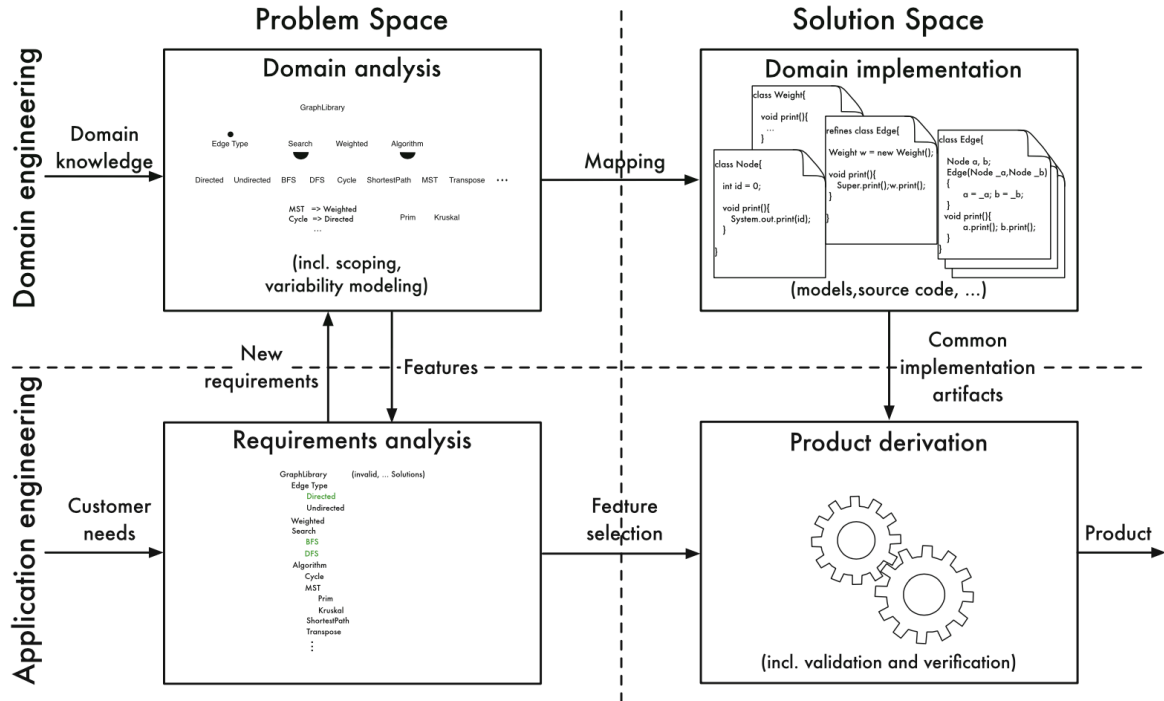 Problem Space
Solution Space
Domain engineering
Domain
knowledge
Domain analysis
GraphLibrary
Edge Type Search Weighted Algorithm
Directed Undirected BFS DFS Cycle ShortestPath MST Transpose ...
MST => Weighted
Cycle => Directed
...
Prim Kruskal
(incl. scoping,
variability modeling)
Mapping
Domain implementation
class Weight{
void print(){
...
}
class Node{
int id = 0;
void print(){
System.out.print(id);
}
}
refines class Edge{
Weight w = new Weight();
void print(){
Super.print();w.print();
}
}
class Edge{
Node a, b;
Edge(Node _a,Node _b)
{
a = _a; b = _b;
}
void print(){
a.print(); b.print();
}
}
(models,source code, ...)
New
requirements
Features
Common
implementation
artifacts
Application engineering
Customer
needs
Requirements analysis
GraphLibrary (invalid, ... Solutions)
Edge Type
Directed
Undirected
Weighted
Search
BFS
DFS
Algorithm
Cycle
MST
Prim
Kruskal
ShortestPath
Transpose
⋮
Feature
selection
Product derivation
(incl. validation and verification)
Product